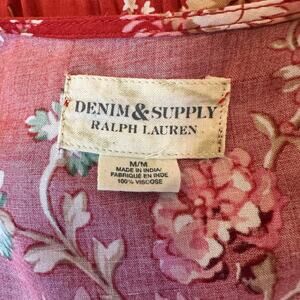 DENIM & SUPPLY
RALPH LAUREN
M/M
MADE IN INDIA/
FABRIQUÉ EN INDE
100% VISCOSE